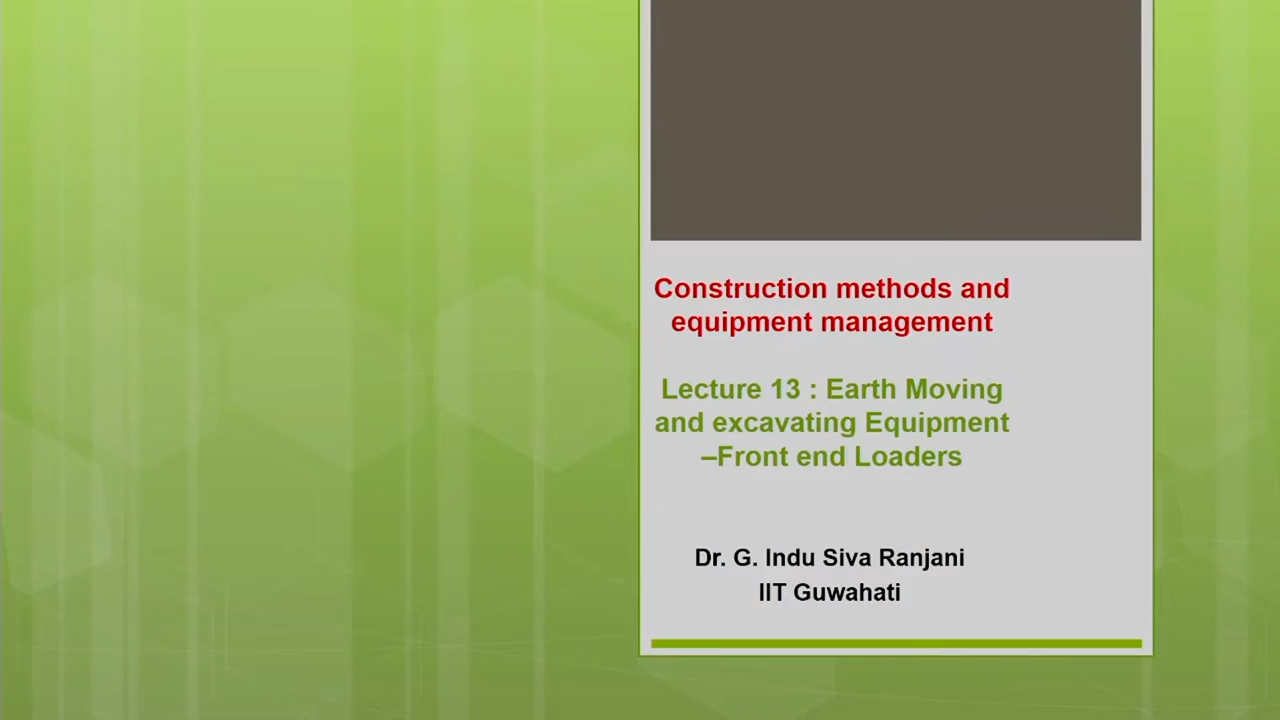 Construction methods and
equipment management
Lecture 13 : Earth Moving
and excavating Equipment
–Front end Loaders
Dr. G. Indu Siva Ranjani
IIT Guwahati